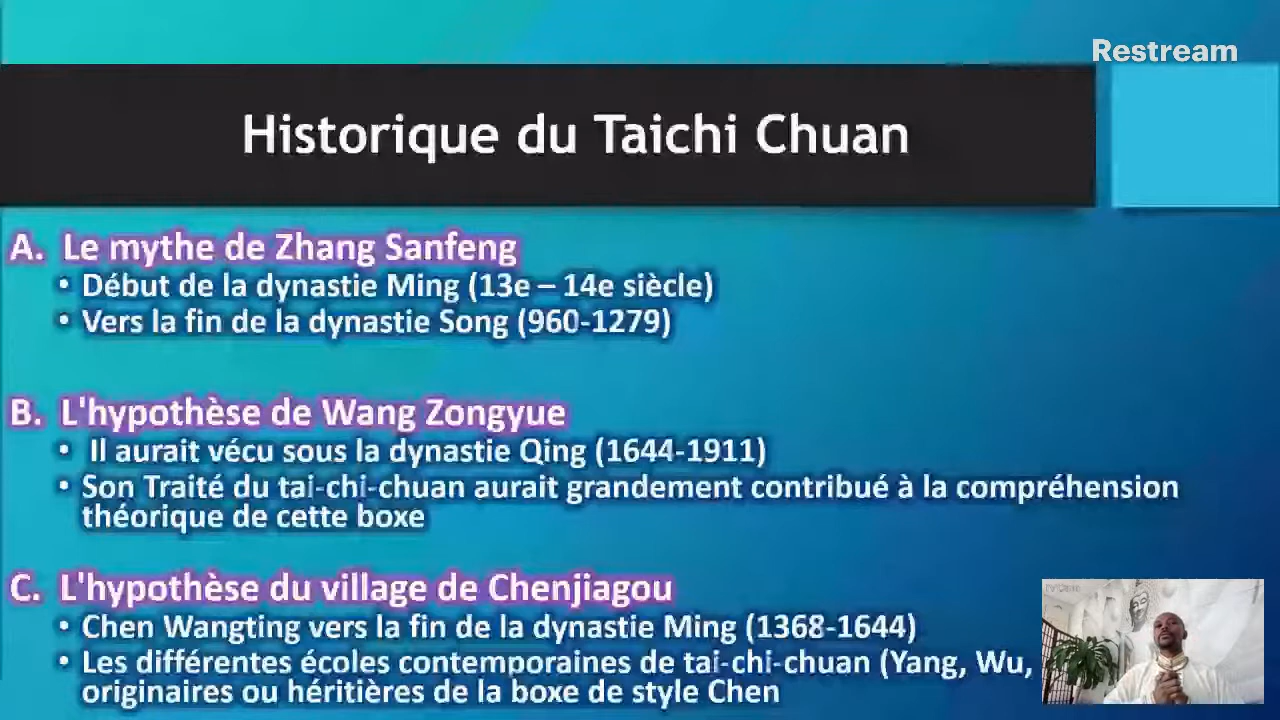 Restream
Historique du Taichi Chuan
A. Le mythe de Zhang Sanfeng
• Début de la dynastie Ming (13e – 14e siècle)
• Vers la fin de la dynastie Song (960-1279)
B. L'hypothèse de Wang Zongyue
• Il aurait vécu sous la dynastie Qing (1644-1911)
• Son Traité du tai-chi-chuan aurait grandement contribué à la compréhension
théorique de cette boxe
C. L'hypothèse du village de Chenjiagou
• Chen Wangting vers la fin de la dynastie Ming (1368-1644)
• Les différentes écoles contemporaines de tai-chi-chuan (Yang, Wu,
originaires ou héritières de la boxe de style Chen